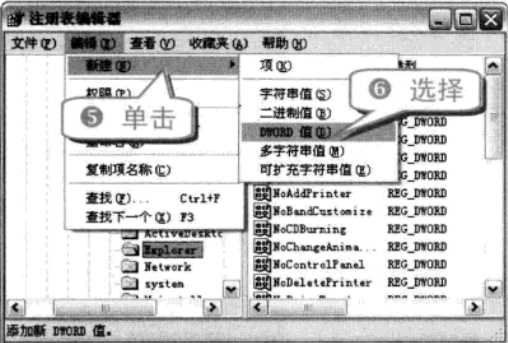 注册表编辑器
文件(F) 编辑(E) 查看(V) 收藏夹(A) 帮助(H)
新建(N)
权限(P)
❺ 单击
复制项名称(C)
查找(F)... Ctrl+F
查找下一个(X) F3
项(K)
字符串值(S)
二进制值(B)
DWORD 值(D)
多字符串值(M)
可扩充字符串值(E)
❻ 选择
REG_DWORD
REG_DWORD
REG_DWORD
REG_DWORD
NoAddPrinter REG_DWORD
NoBandCustomize REG_DWORD
NoCDBurning REG_DWORD
NoChangeAnima... REG_DWORD
NoControlPanel REG_DWORD
NoDeletePrinter REG_DWORD
ActiveDeskto
Explorer
Network
system
添加新 DWORD 值。